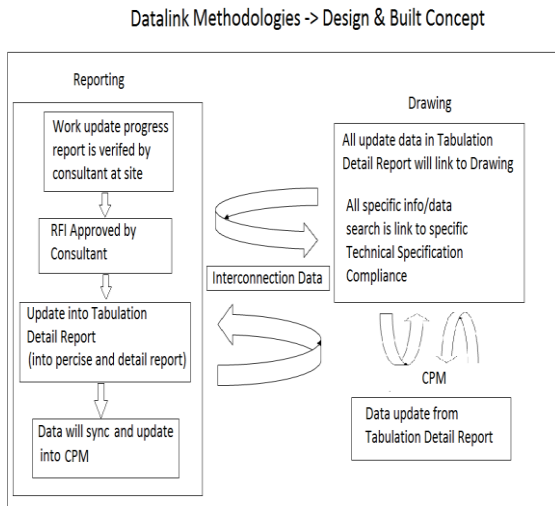 Datalink Methodologies -> Design & Built Concept
Reporting
Work update progress
report is verifed by
consultant at site
RFI Approved by
Consultant
Update into Tabulation
Detail Report
(into percise and detail report)
Data will sync and update
into CPM
Interconnection Data
Drawing
All update data in Tabulation
Detail Report will link to Drawing
All specific info/data
search is link to specific
Technical Specification
Compliance
CPM
Data update from
Tabulation Detail Report